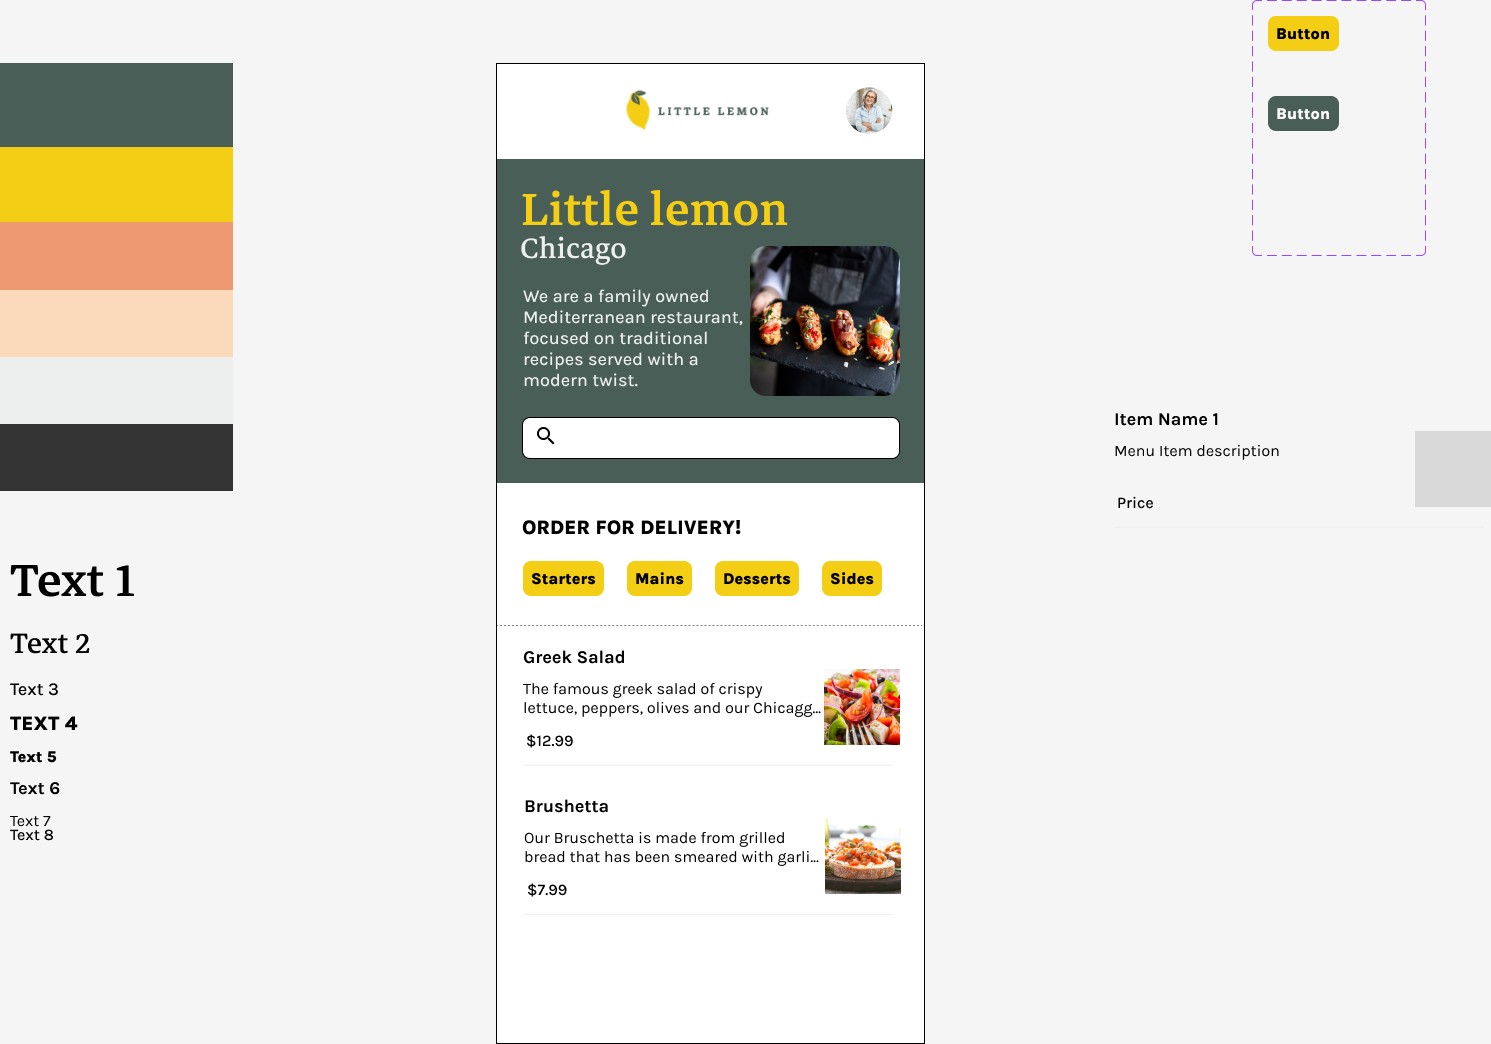 Button
Button
LITTLE LEMON
Little lemon
Chicago
We are a family owned
Mediterranean restaurant,
focused on traditional
recipes served with a
modern twist.
ORDER FOR DELIVERY!
Starters
Mains
Desserts
Sides
Greek Salad
The famous greek salad of crispy
lettuce, peppers, olives and our Chicagg...
$12.99
Brushetta
Our Bruschetta is made from grilled
bread that has been smeared with garli...
$7.99
Item Name 1
Menu Item description
Price
Text 1
Text 2
Text 3
TEXT 4
Text 5
Text 6
Text 7
Text 8